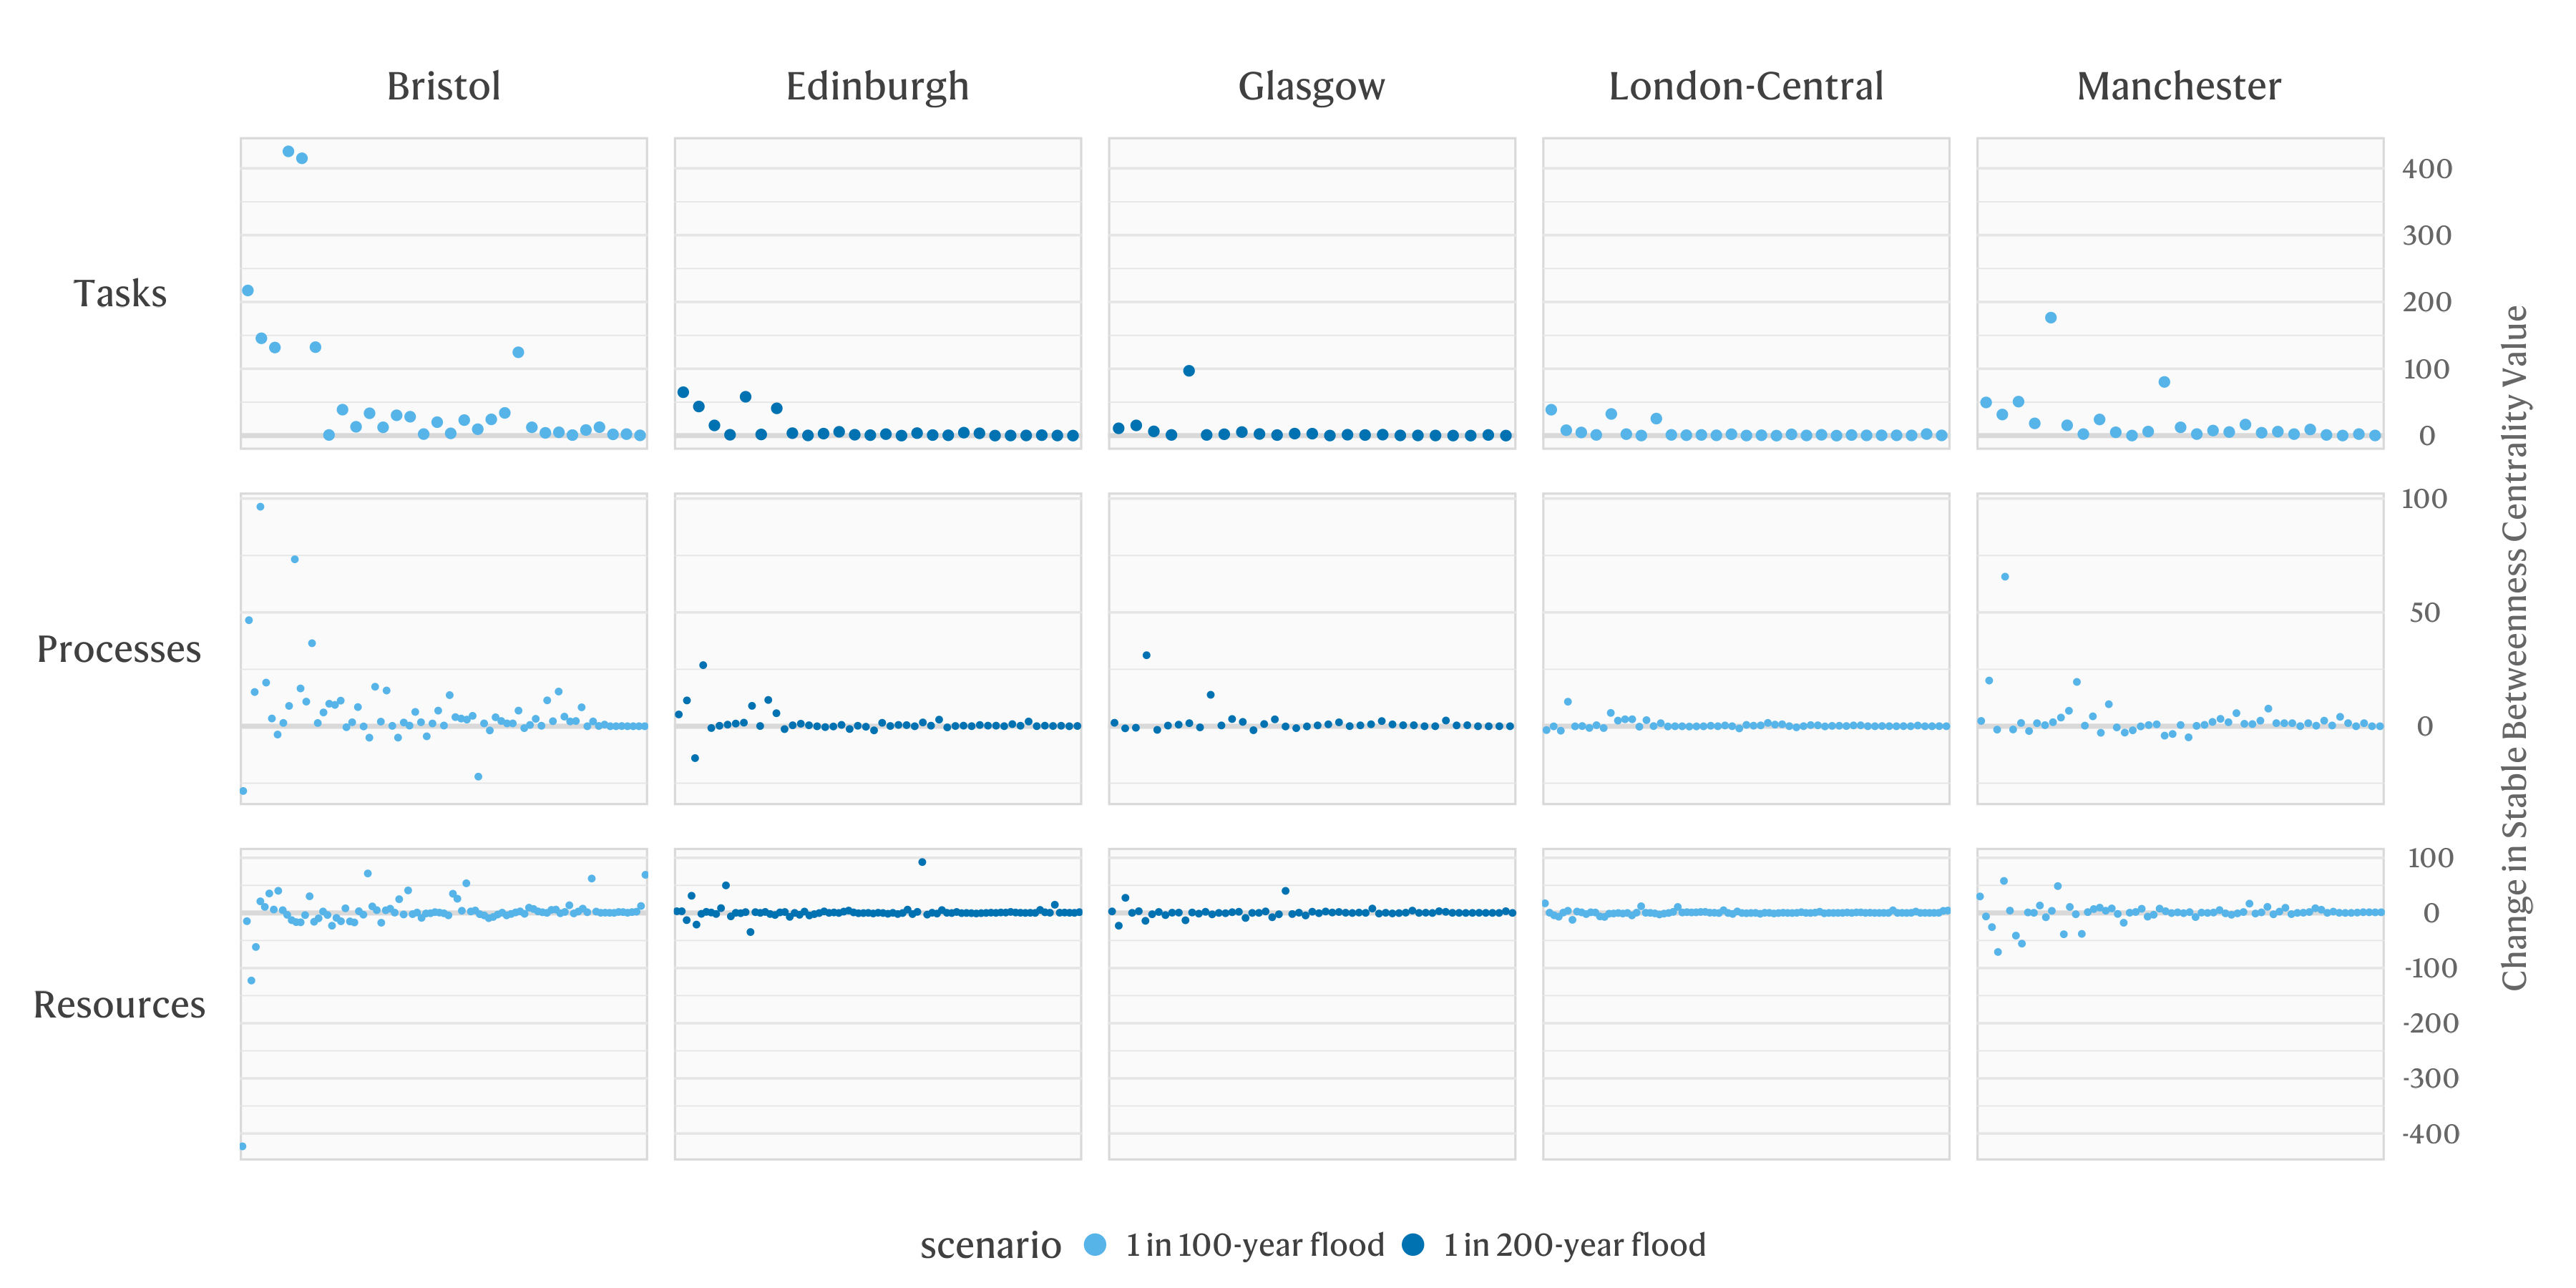 Bristol Edinburgh Glasgow London-Central Manchester
Tasks
400
300
200
100
0
Processes
100
50
0
Resources
100
0
-100
-200
-300
-400
Change in Stable Betweenness Centrality Value
scenario 1 in 100-year flood 1 in 200-year flood